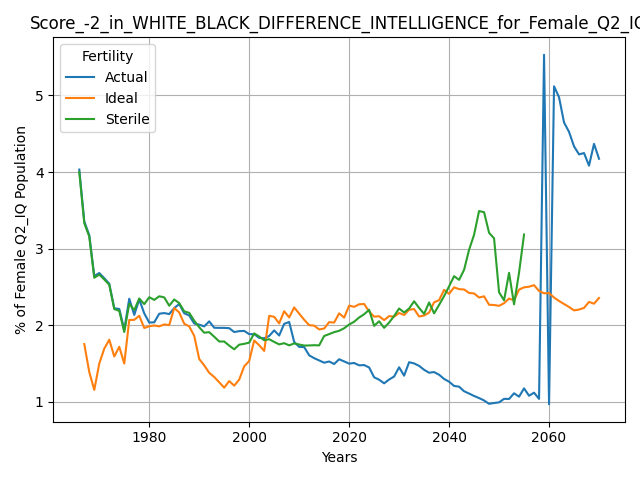 Score_-2_in_WHITE_BLACK_DIFFERENCE_INTELLIGENCE_for_Female_Q2_IQ
Fertility
Actual
Ideal
Sterile
% of Female Q2_IQ Population
5
4
3
2
1
1980 2000 2020 2040 2060
Years